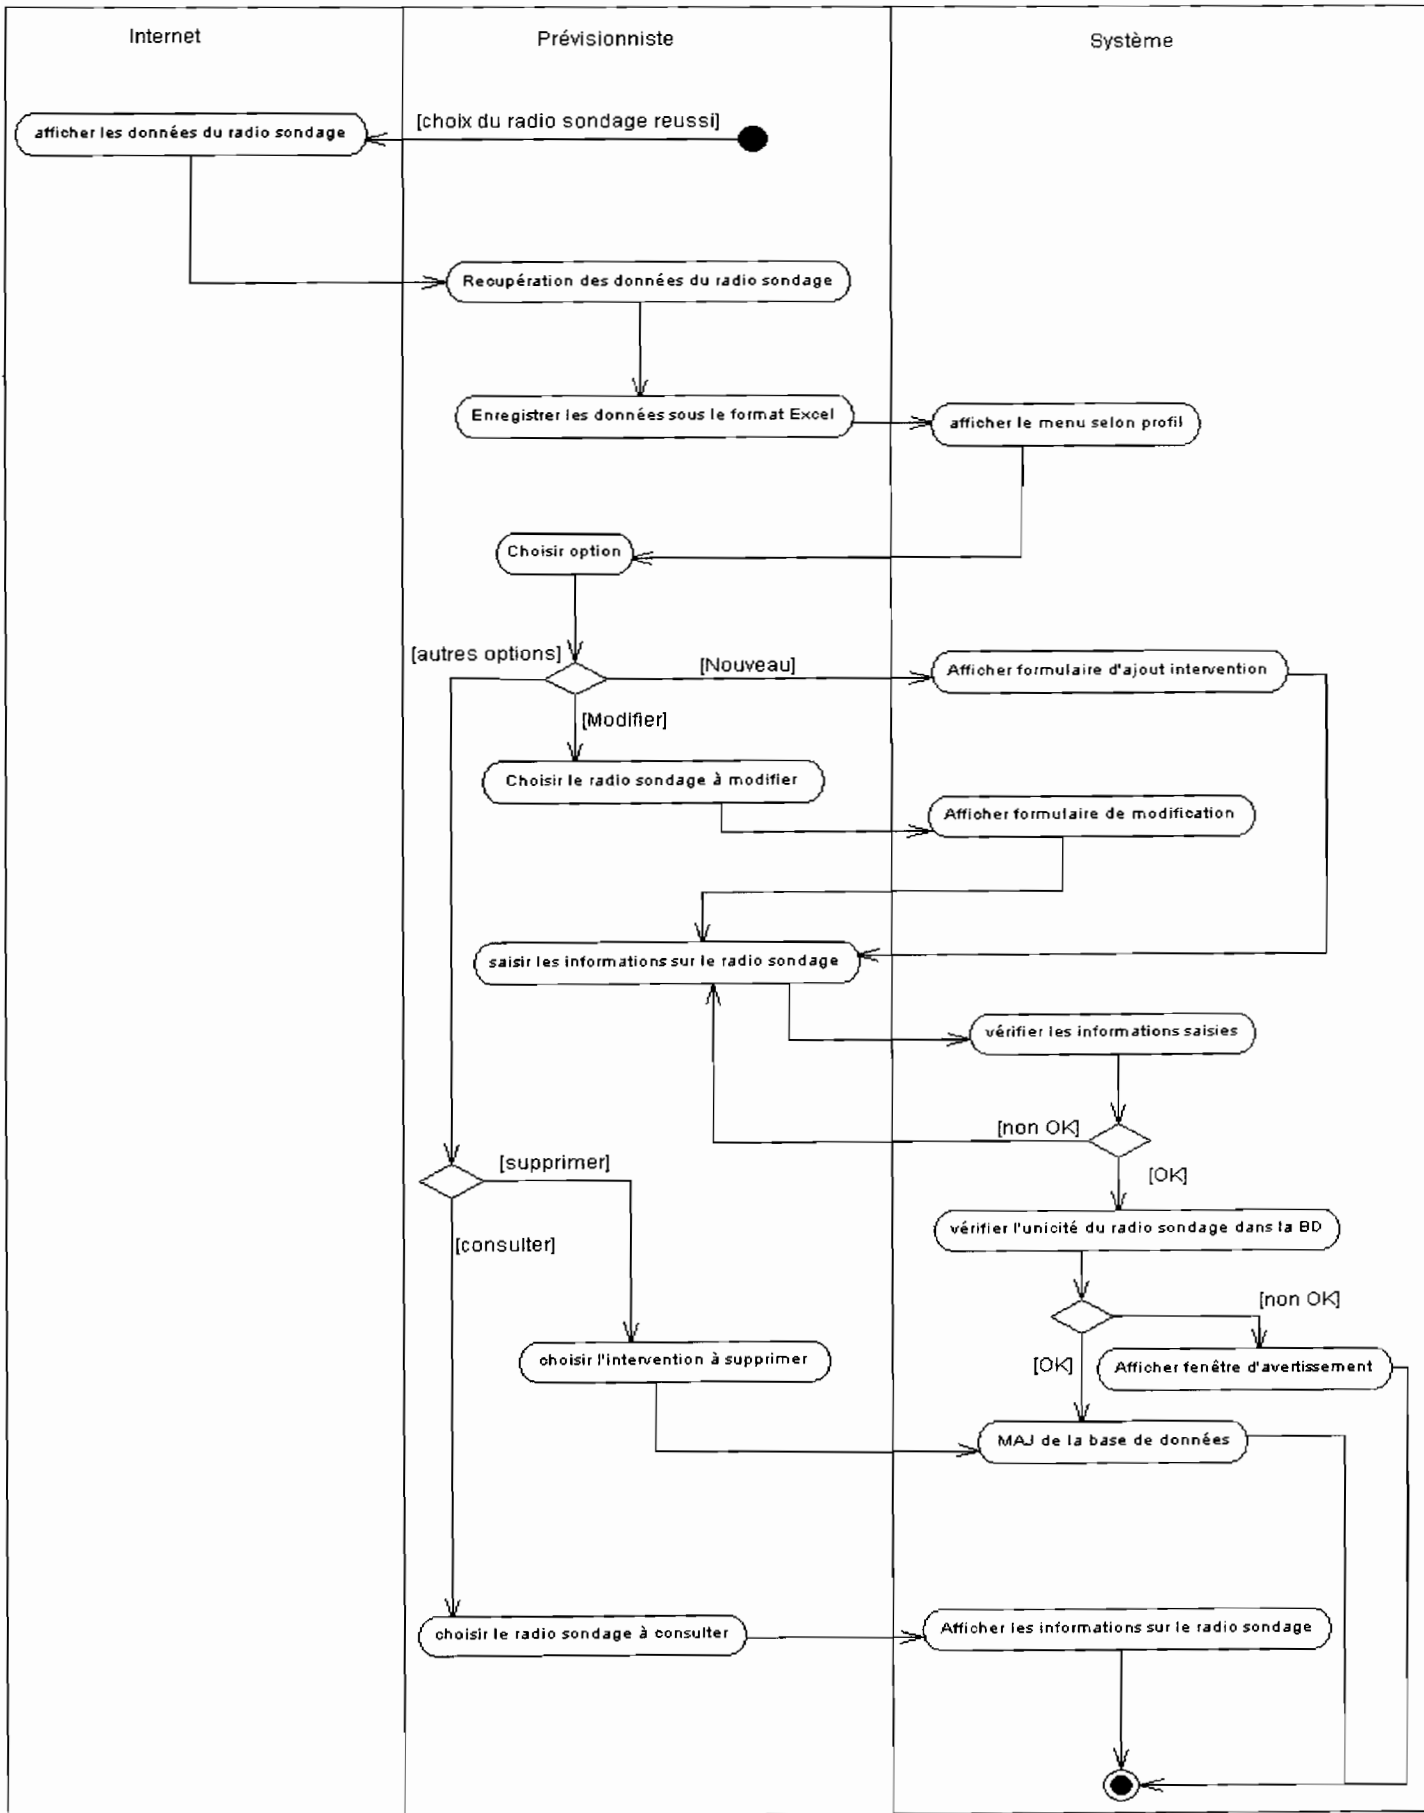 Internet
Prévisionniste
Système
[choix du radio sondage reussi]
afficher les données du radio sondage
Recupération des données du radio sondage
Enregistrer les données sous le format Excel
afficher le menu selon profil
Choisir option
[autres options]
[Nouveau]
Afficher formulaire d'ajout intervention
[Modifier]
Choisir le radio sondage à modifier
Afficher formulaire de modification
saisir les informations sur le radio sondage
vérifier les informations saisies
[non OK]
[supprimer]
[OK]
vérifier l'unicité du radio sondage dans la BD
[consulter]
[non OK]
choisir l'intervention à supprimer
[OK]
Afficher fenêtre d'avertissement
MAJ de la base de données
choisir le radio sondage à consulter
Afficher les informations sur le radio sondage